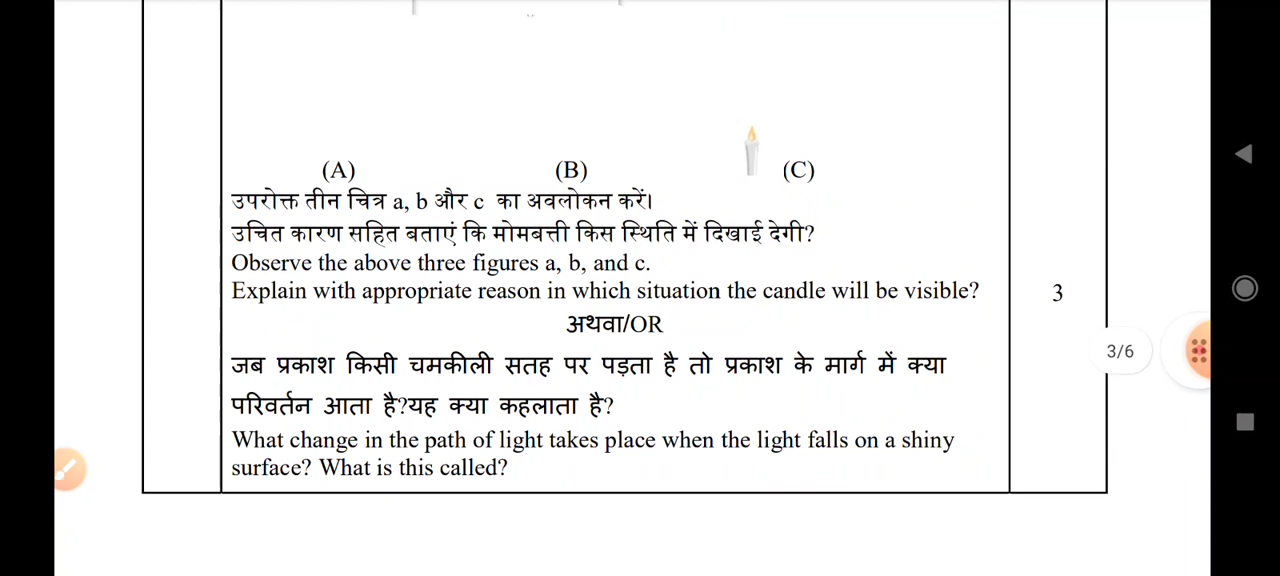 (A) (B) (C)
उपरोक्त तीन चित्र a, b और c का अवलोकन करें।
उचित कारण सहित बताएं कि मोमबत्ती किस स्थिति में दिखाई देगी?
Observe the above three figures a, b, and c.
Explain with appropriate reason in which situation the candle will be visible?
3
अथवा/OR
3/6
जब प्रकाश किसी चमकीली सतह पर पड़ता है तो प्रकाश के मार्ग में क्या
परिवर्तन आता है?यह क्या कहलाता है?
What change in the path of light takes place when the light falls on a shiny
surface? What is this called?